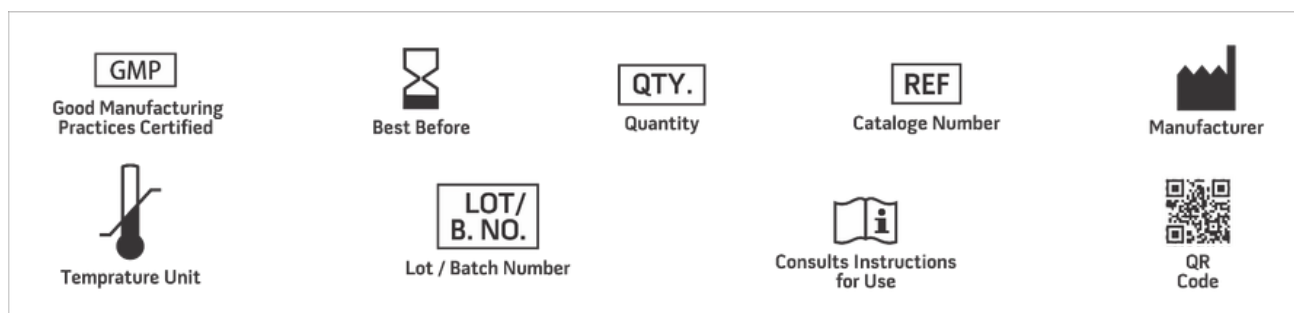 GMP
Good Manufacturing
Practices Certified
Best Before
QTY.
Quantity
REF
Cataloge Number
Manufacturer
Temprature Unit
LOT/
B. NO.
Lot / Batch Number
i
Consults Instructions
for Use
QR
Code